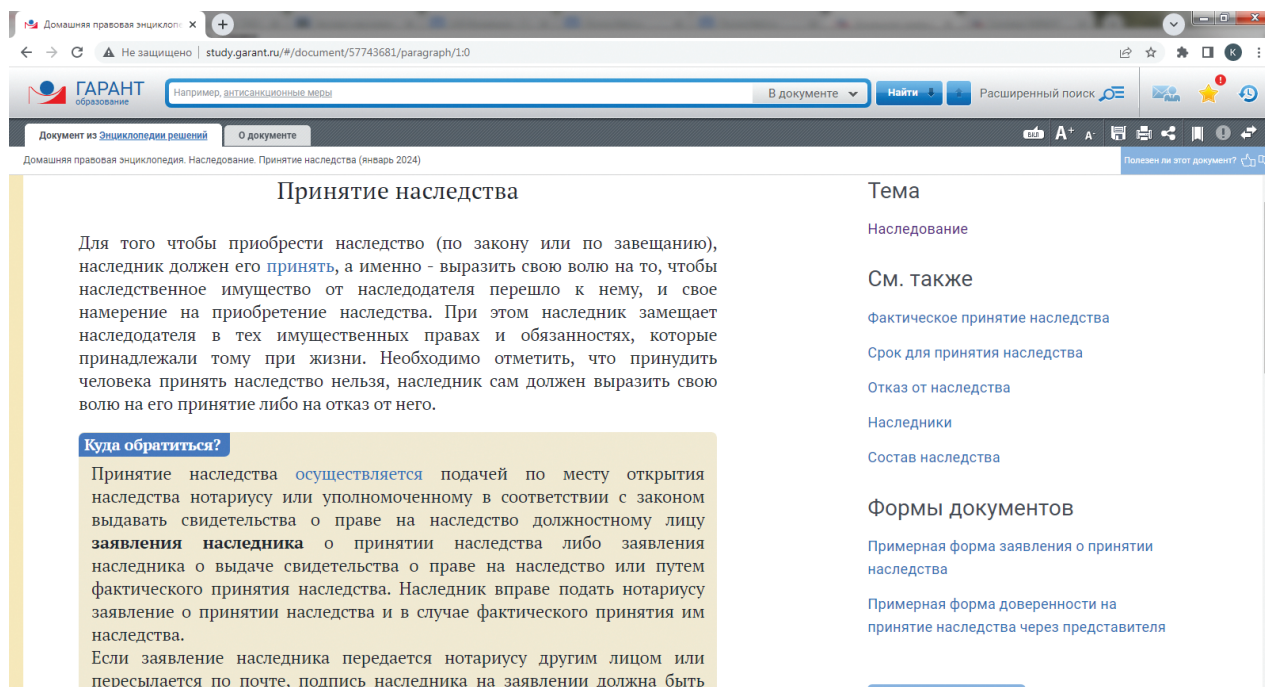 Домашняя правовая энциклоп
Не защищено | study.garant.ru/#/document/57743681/paragraph/1:0
К
ГАРАНТ
образование
Например, антисанкционные меры
В документе
Найти
Расширенный поиск
Документ из Энциклопедии решений
О документе
A+ A-
Домашняя правовая энциклопедия. Наследование. Принятие наследства (январь 2024)
Полезен ли этот документ?
Принятие наследства
Для того чтобы приобрести наследство (по закону или по завещанию),
наследник должен его принять, а именно - выразить свою волю на то, чтобы
наследственное имущество от наследодателя перешло к нему, и свое
намерение на приобретение наследства. При этом наследник замещает
наследодателя в тех имущественных правах и обязанностях, которые
принадлежали тому при жизни. Необходимо отметить, что принудить
человека принять наследство нельзя, наследник сам должен выразить свою
волю на его принятие либо на отказ от него.
Куда обратиться?
Принятие наследства осуществляется подачей по месту открытия
наследства нотариусу или уполномоченному в соответствии с законом
выдавать свидетельства о праве на наследство должностному лицу
заявления наследника о принятии наследства либо заявления
наследника о выдаче свидетельства о праве на наследство или путем
фактического принятия наследства. Наследник вправе подать нотариусу
заявление о принятии наследства и в случае фактического принятия им
наследства.
Если заявление наследника передается нотариусу другим лицом или
пересылается по почте, подпись наследника на заявлении должна быть
Тема
Наследование
См. также
Фактическое принятие наследства
Срок для принятия наследства
Отказ от наследства
Наследники
Состав наследства
Формы документов
Примерная форма заявления о принятии
наследства
Примерная форма доверенности на
принятие наследства через представителя